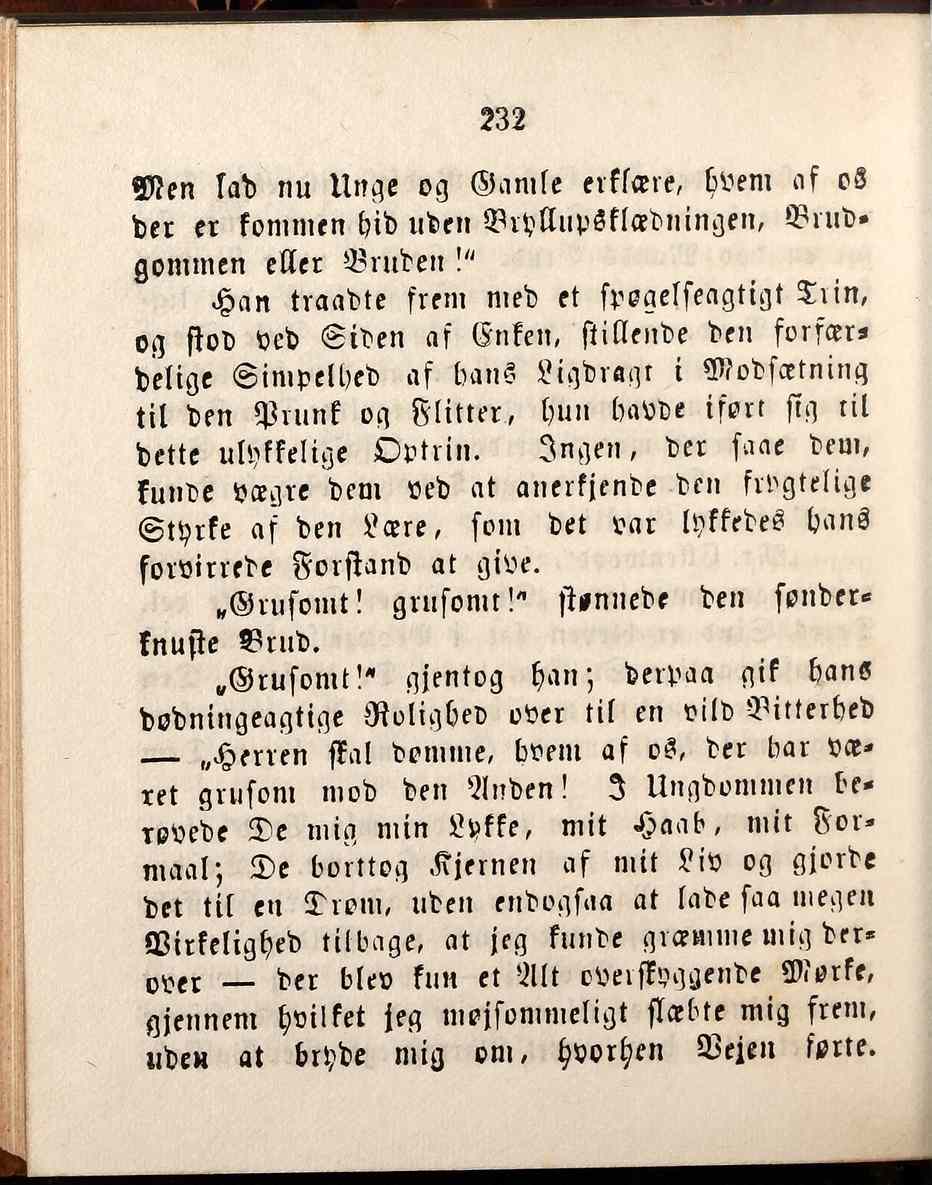 232
Men lad nu Unge og Gamle erklære, hvem af os
der er kommen hid uden Bryllupsklædningen, Brud-
gommen eller Bruden!“
Han traadte frem med et spøgelseagtigt Trin,
og stod ved Siden af Enken, stillende den forfær-
delige Simpelhed af hans Ligdragt i Modsætning
til den Prunk og Flitter, hun havde iført sig til
dette ulykkelige Optrin. Ingen, der saae dem,
kunde vægre dem ved at anerkjende den frygtelige
Styrke af den Lære, som det var lykkedes hans
forvirrede Forstand at give.
„Grusomt! grusomt!“ stønnede den sønder-
knuste Brud.
„Grusomt!“ gjentog han; derpaa gik hans
dødningeagtige Rolighed over til en vild Bitterhed
— „Herren skal dømme, hvem af os, der har væ-
ret grusom mod den Anden! I Ungdommen be-
røvede De mig min Lykke, mit Haab, mit For-
maal; De borttog Kjernen af mit Liv og gjorde
det til en Trøm, uden endogsaa at lade saa megen
Virkelighed tilbage, at jeg kunde græmme mig der-
over — der blev kun et Alt overskyggende Mørke,
gjennem hvilket jeg møjsommeligt slæbte mig frem,
uden at bryde mig om, hvorhen Vejen førte.